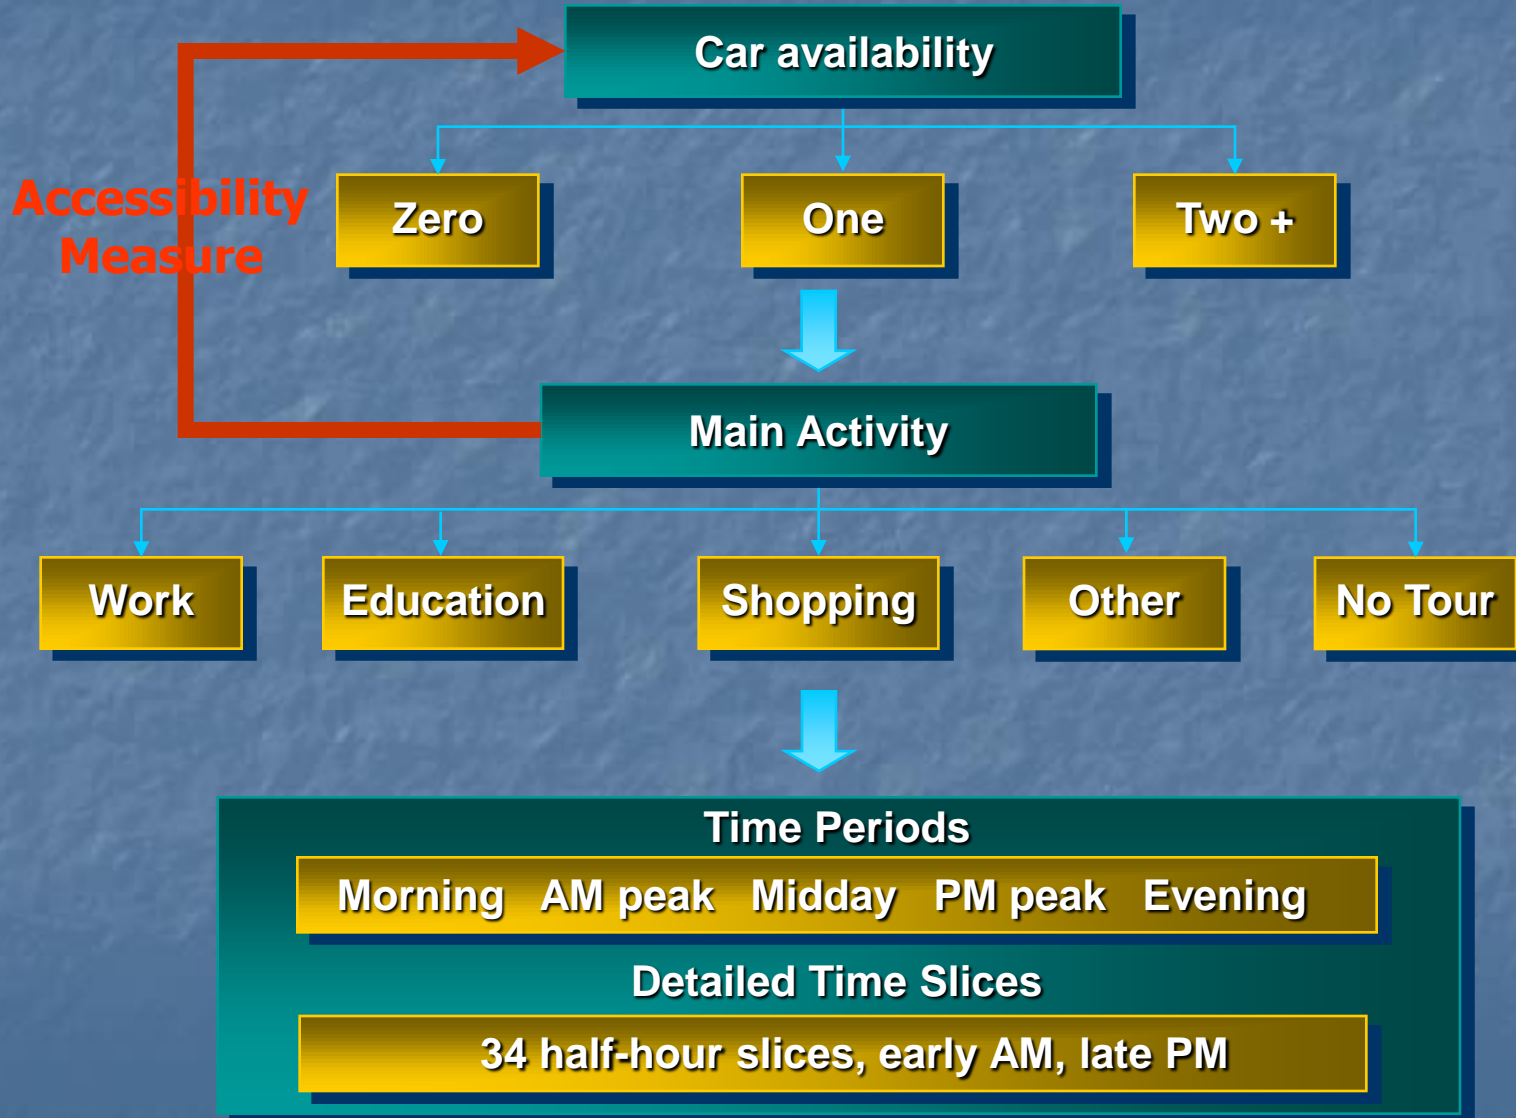 Car availability
Accessibility
Measure
Zero
One
Two +
Main Activity
Work
Education
Shopping
Other
No Tour
Time Periods
Morning AM peak Midday PM peak Evening
Detailed Time Slices
34 half-hour slices, early AM, late PM